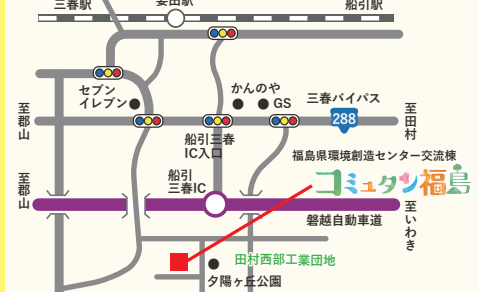 三春駅
要田駅
船引駅
セブン
イレブン
かんのや
GS
三春バイパス
288
至郡山
至田村
船引三春
IC入口
福島県環境創造センター交流棟
コミュタン福島
船引
三春IC
至郡山
至いわき
磐越自動車道
田村西部工業団地
夕陽ヶ丘公園